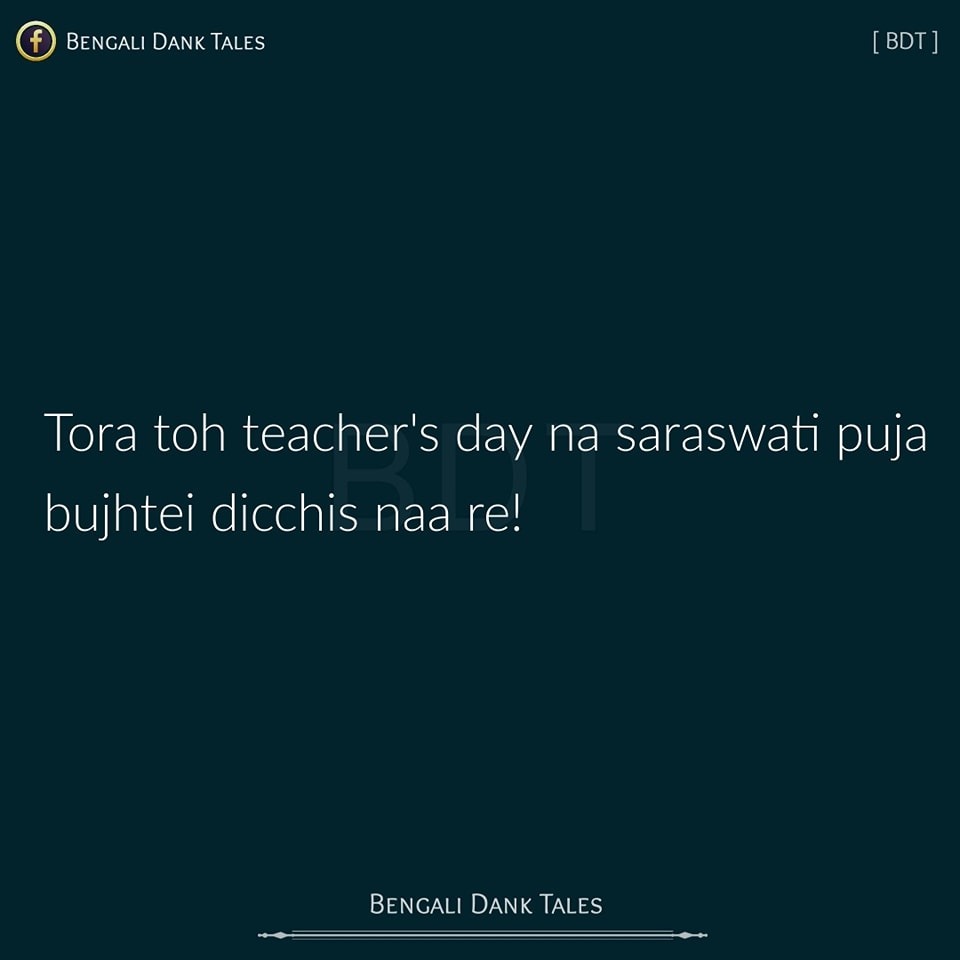 Bengali Dank Tales
[ BDT ]
Tora toh teacher's day na saraswati puja
bujhtei dicchis naa re!
BDT
Bengali Dank Tales